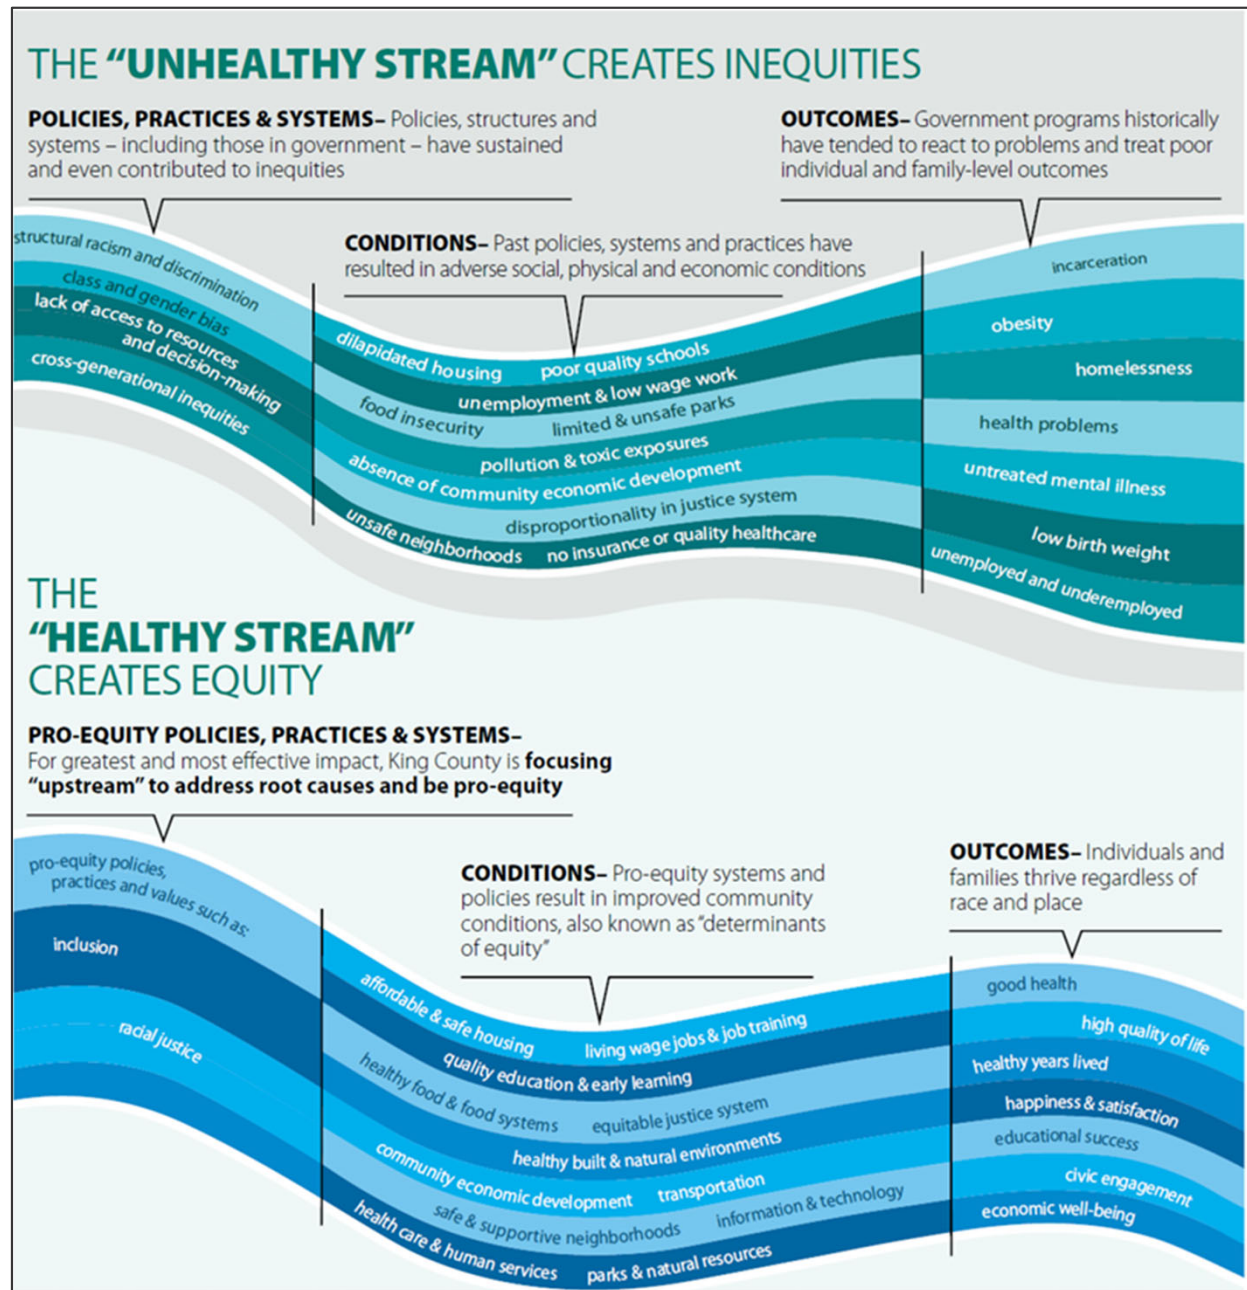 THE “UNHEALTHY STREAM” CREATES INEQUITIES
POLICIES, PRACTICES & SYSTEMS– Policies, structures and
systems – including those in government – have sustained
and even contributed to inequities
OUTCOMES– Government programs historically
have tended to react to problems and treat poor
individual and family-level outcomes
CONDITIONS– Past policies, systems and practices have
resulted in adverse social, physical and economic conditions
structural racism and discrimination
class and gender bias
lack of access to resources
and decision-making
cross-generational inequities
dilapidated housing
poor quality schools
unemployment & low wage work
food insecurity
limited & unsafe parks
pollution & toxic exposures
absence of community economic development
disproportionality in justice system
unsafe neighborhoods
no insurance or quality healthcare
incarceration
obesity
homelessness
health problems
untreated mental illness
low birth weight
unemployed and underemployed
THE
“HEALTHY STREAM”
CREATES EQUITY
PRO-EQUITY POLICIES, PRACTICES & SYSTEMS–
For greatest and most effective impact, King County is focusing
“upstream” to address root causes and be pro-equity
CONDITIONS– Pro-equity systems and
policies result in improved community
conditions, also known as “determinants
of equity”
OUTCOMES– Individuals and
families thrive regardless of
race and place
pro-equity policies,
practices and values such as:
inclusion
racial justice
affordable & safe housing
living wage jobs & job training
quality education & early learning
healthy food & food systems
equitable justice system
healthy built & natural environments
community economic development
transportation
safe & supportive neighborhoods
information & technology
health care & human services
parks & natural resources
good health
high quality of life
healthy years lived
happiness & satisfaction
educational success
civic engagement
economic well-being